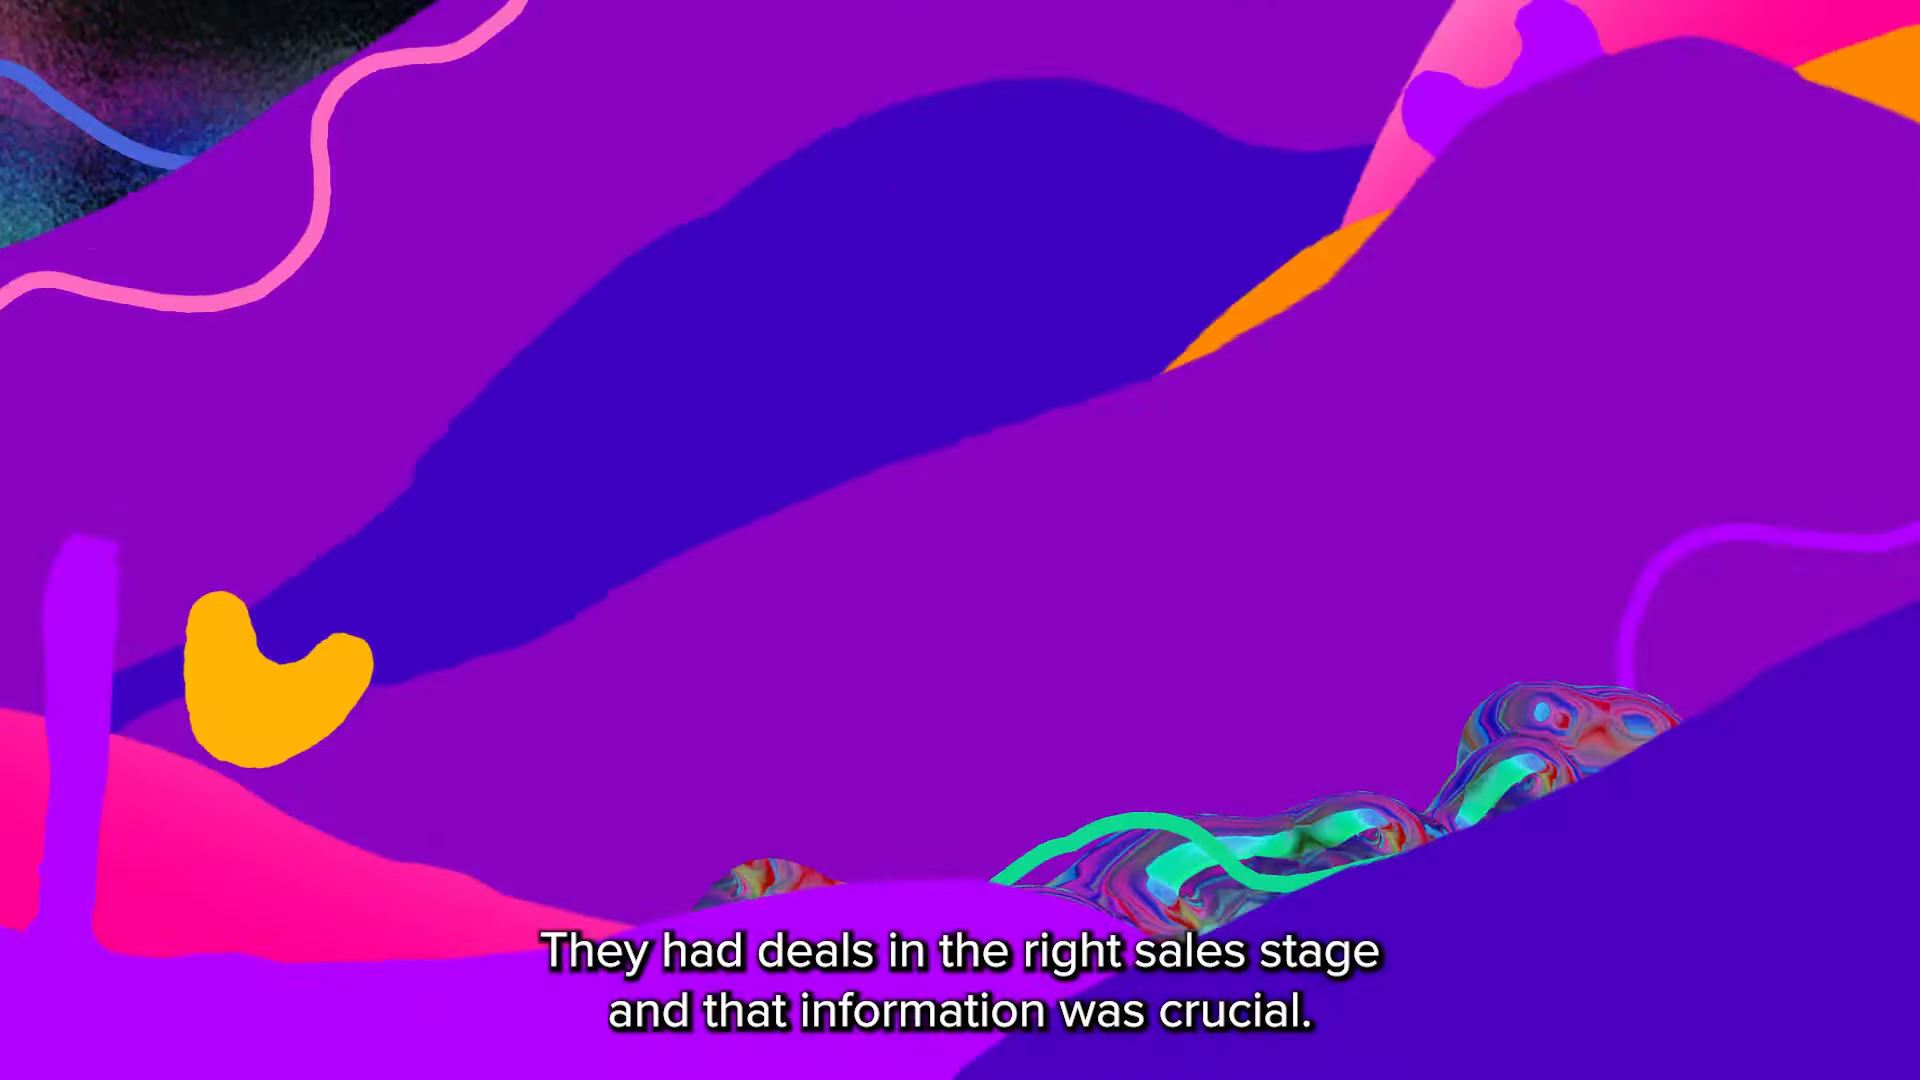 They had deals in the right sales stage
and that information was crucial.